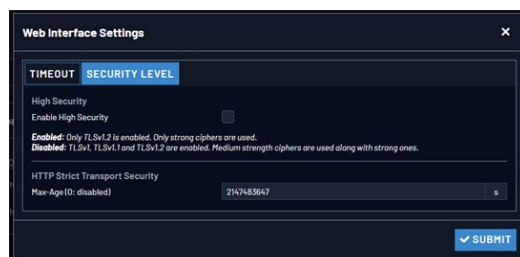 Web Interface Settings
TIMEOUT SECURITY LEVEL
High Security
Enable High Security
Enabled: Only TLSv1.2 is enabled. Only strong ciphers are used.
Disabled: TLSv1, TLSv1.1 and TLSv1.2 are enabled. Medium strength ciphers are used along with strong ones.
HTTP Strict Transport Security
Max-Age (0: disabled) 2147483647 s
SUBMIT